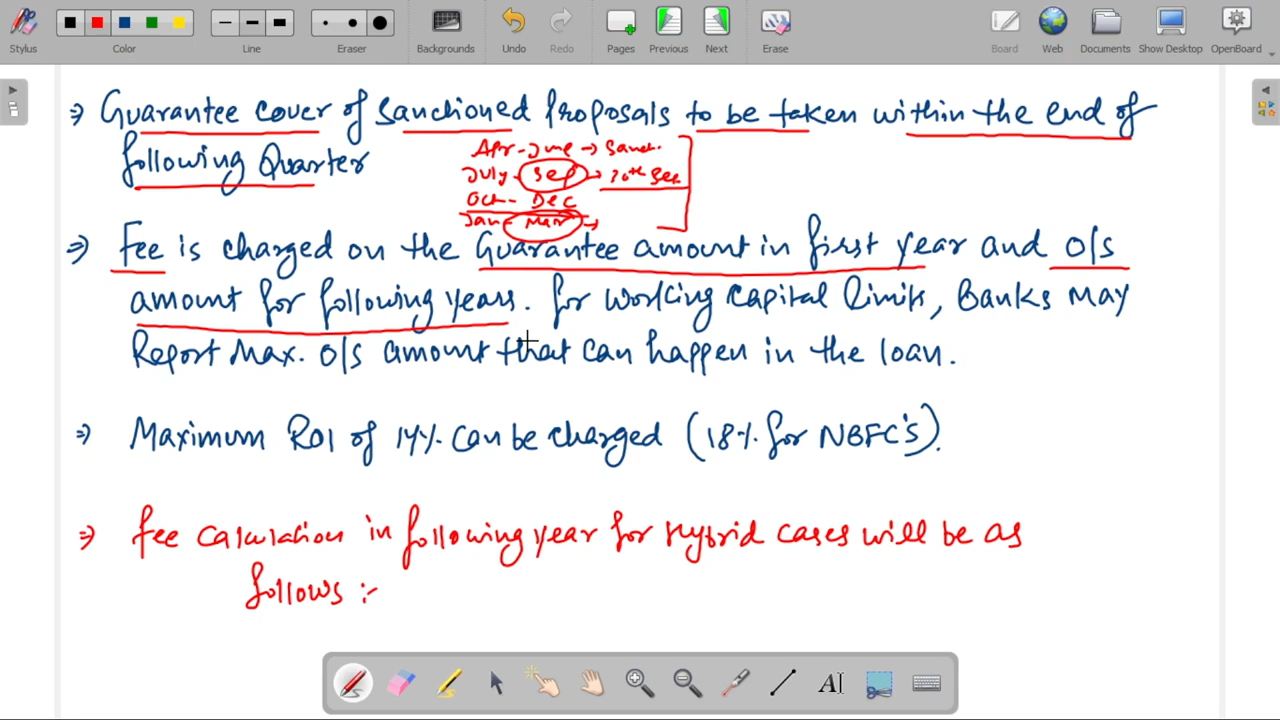 Stylus Color Line Eraser Backgrounds Undo Redo Pages Previous Next Erase Board Web Documents Show Desktop OpenBoard
⇒ Guarantee cover of Sanctioned Proposals to be taken within the end of
following Quarter
Apr-June → Sanct.
July - Sep →
Oct - Dec
Jan - Mar →
⇒ Fee is charged on the Guarantee amount in first year and O/S
amount for following years. for Working Capital limits, Banks May
Report Max. O/S amount that can happen in the loan.
⇒ Maximum ROI of 14% can be charged (18% for NBFC'S).
⇒ fee calculation in following year for Hybrid cases will be as
follows :-
AI